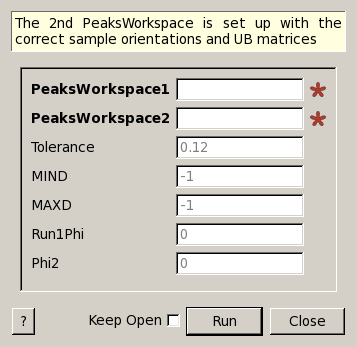 The 2nd PeaksWorkspace is set up with the
correct sample orientations and UB matrices
PeaksWorkspace1
PeaksWorkspace2
Tolerance 0.12
MIND -1
MAXD -1
Run1Phi 0
Phi2 0
? Keep Open Run Close